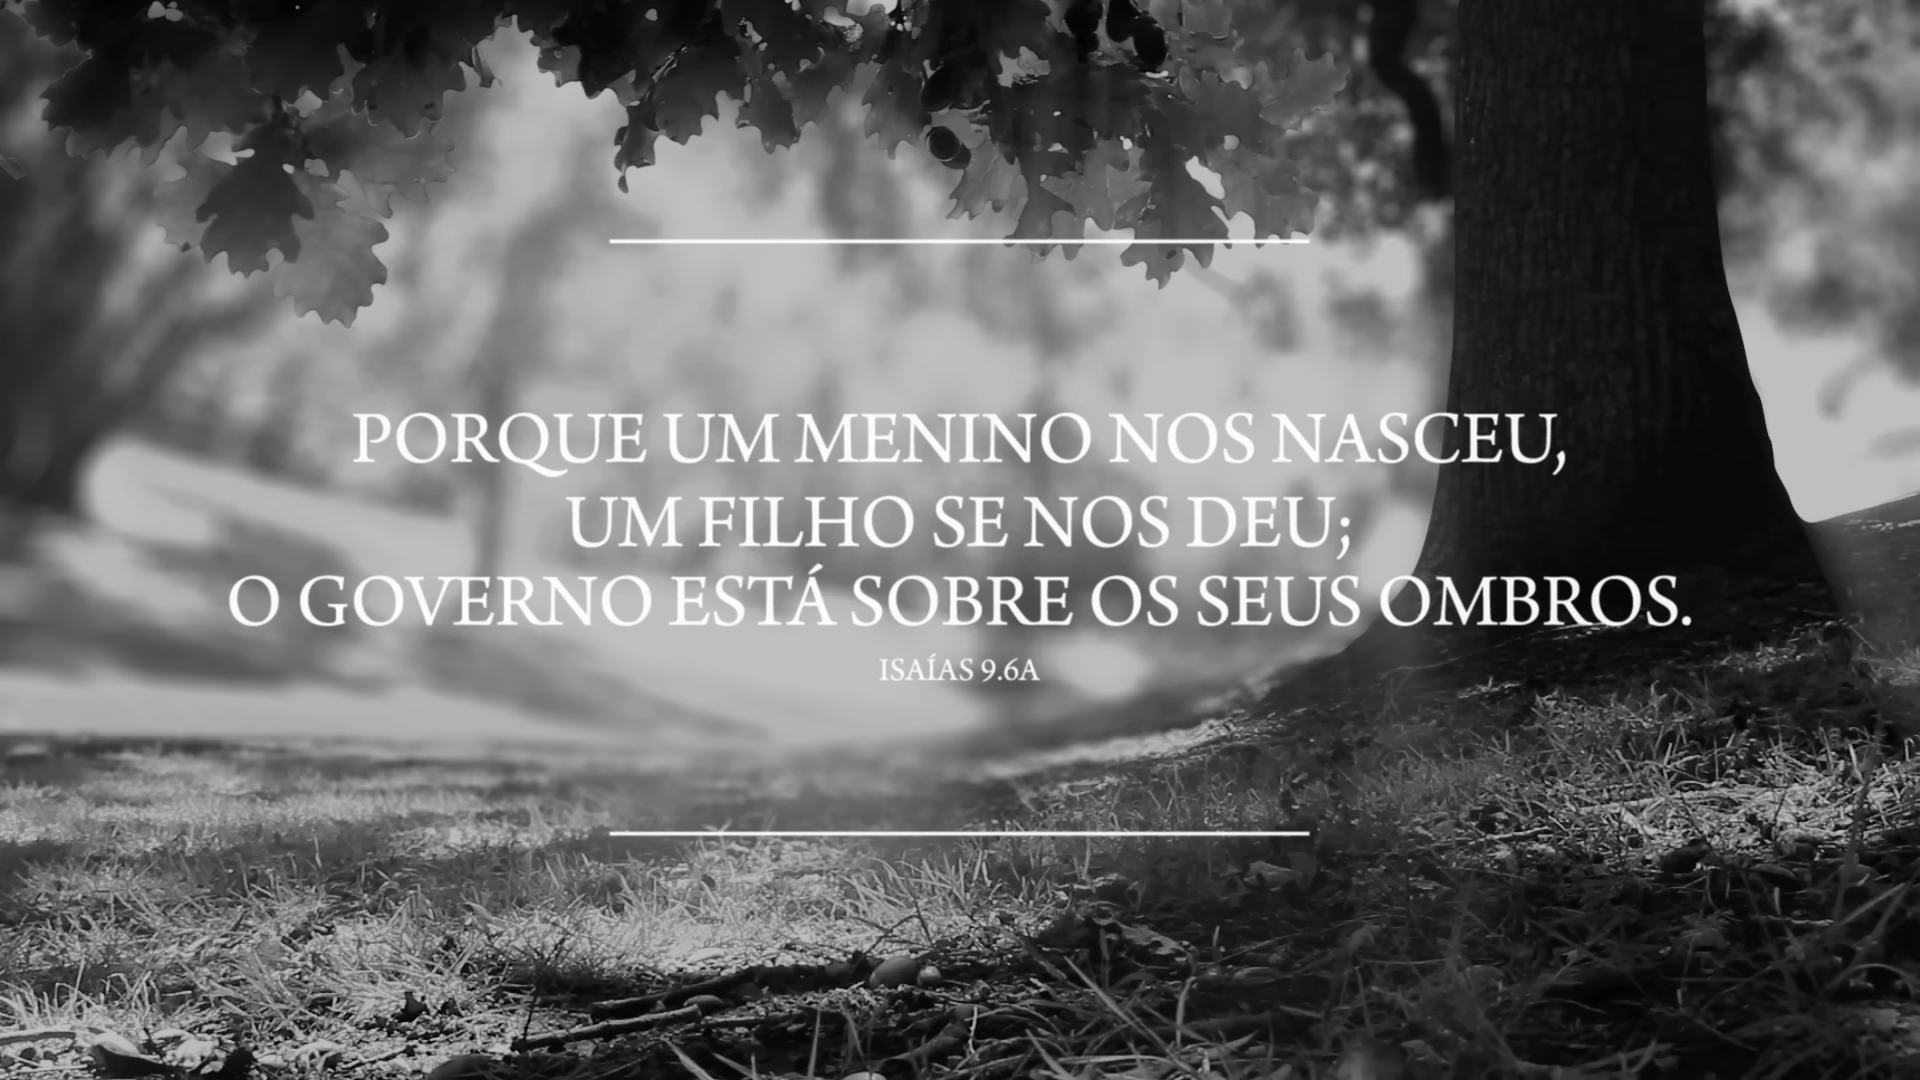 PORQUE UM MENINO NOS NASCEU,
UM FILHO SE NOS DEU;
O GOVERNO ESTÁ SOBRE OS SEUS OMBROS.
ISAÍAS 9.6A